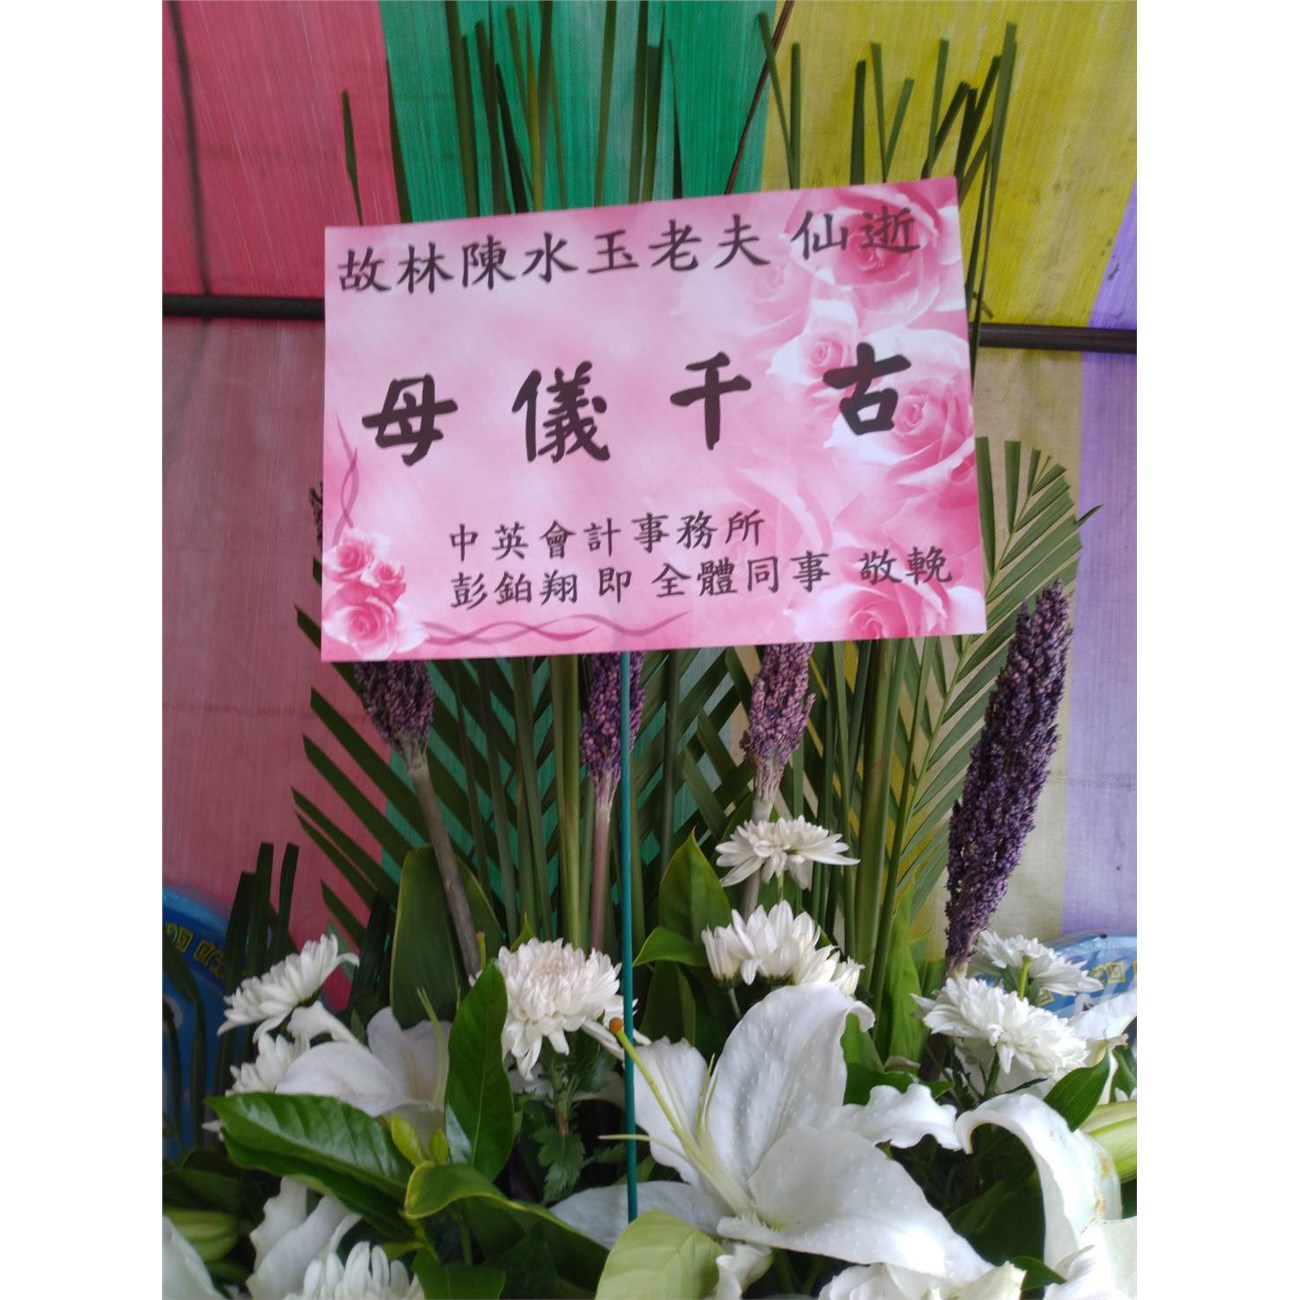 故林陳水玉老夫 仙逝
母儀千古
中英會計事務所
彭鉑翔 即 全體同事 敬輓